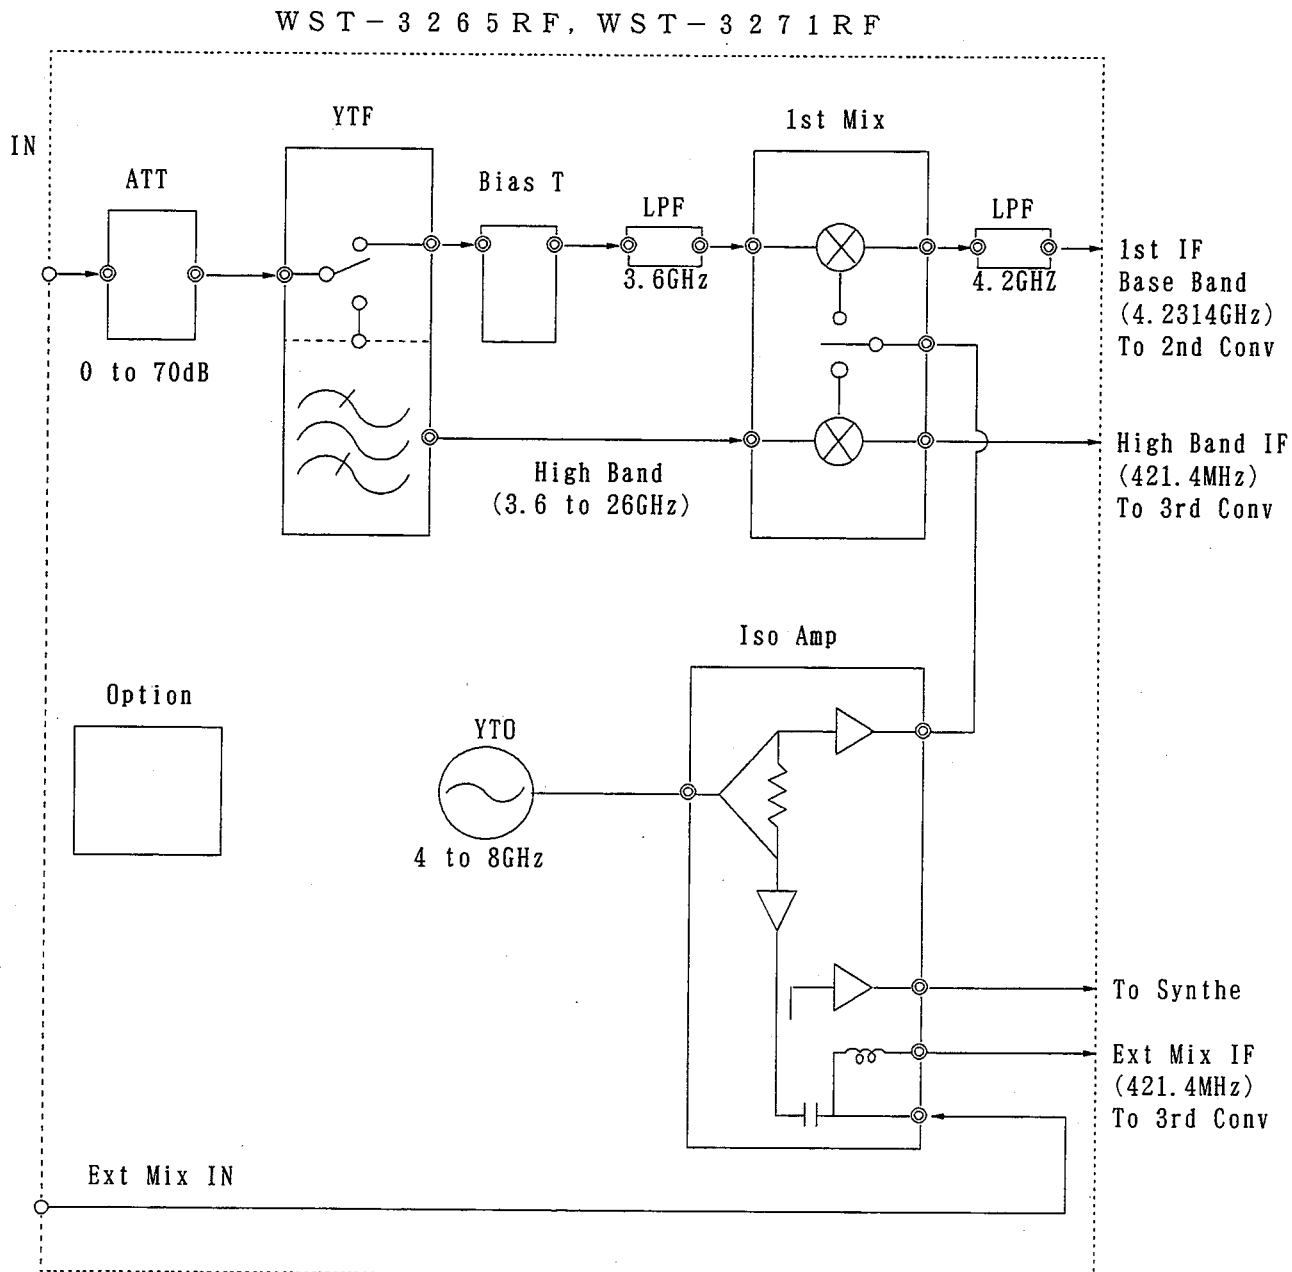 WST-3265RF, WST-3271RF
IN
YTF
1st Mix
ATT
Bias T
LPF
LPF
3.6GHz
4.2GHZ
0 to 70dB
1st IF
Base Band
(4.2314GHz)
To 2nd Conv
High Band
(3.6 to 26GHz)
High Band IF
(421.4MHz)
To 3rd Conv
Iso Amp
Option
YTO
4 to 8GHz
To Synthe
Ext Mix IF
(421.4MHz)
To 3rd Conv
Ext Mix IN